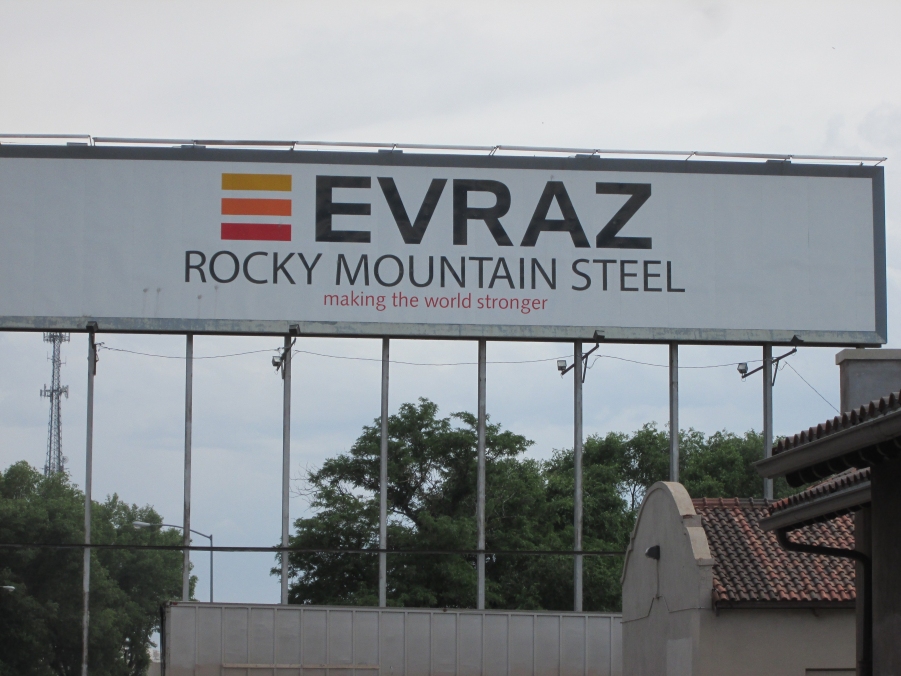 EVRAZ
ROCKY MOUNTAIN STEEL
making the world stronger